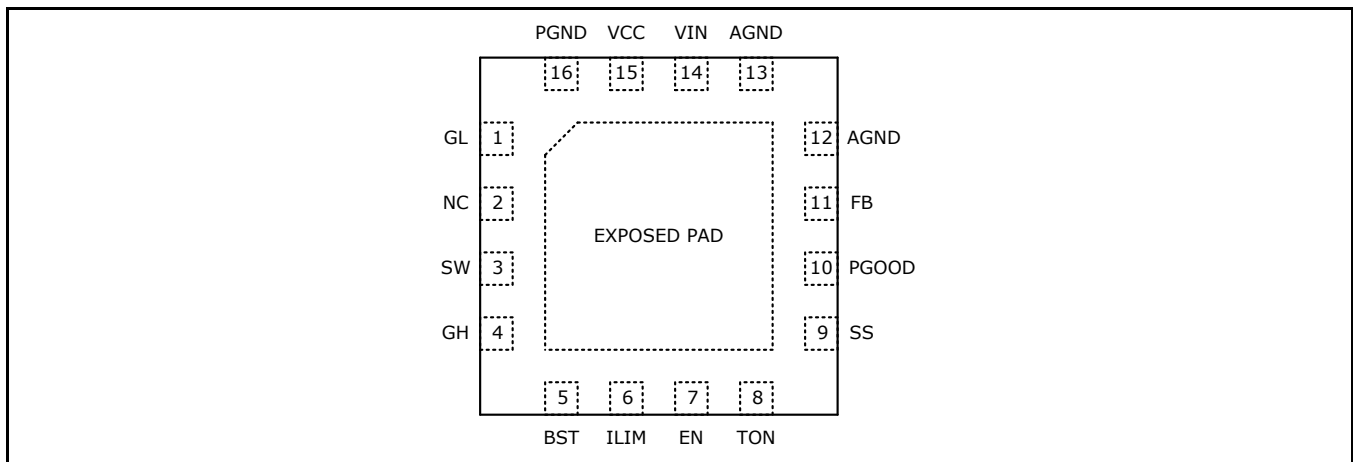 PGND VCC VIN AGND
16 15 14 13
GL 1 12 AGND
NC 2 11 FB
EXPOSED PAD
SW 3 10 PGOOD
GH 4 9 SS
5 6 7 8
BST ILIM EN TON